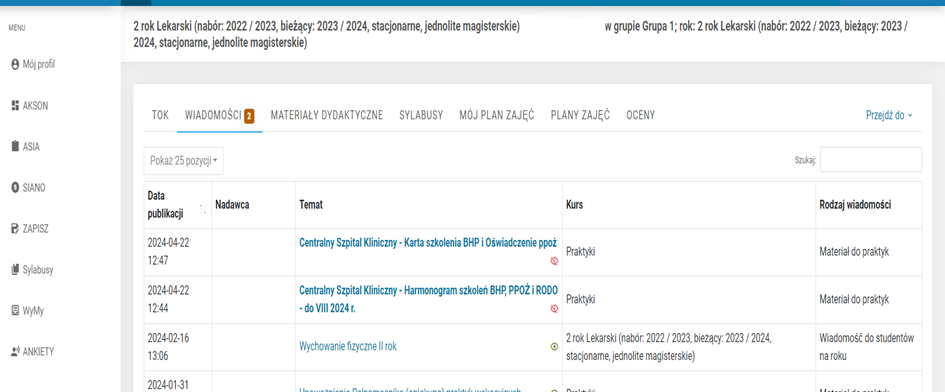 MENU
Mój profil
AKSON
ASIA
SIANO
ZAPISZ
Sylabusy
WyMy
ANKIETY
2 rok Lekarski (nabór: 2022 / 2023, bieżący: 2023 / 2024, stacjonarne, jednolite magisterskie) w grupie Grupa 1; rok: 2 rok Lekarski (nabór: 2022 / 2023, bieżący: 2023 /
2024, stacjonarne, jednolite magisterskie)
TOK WIADOMOŚCI 2 MATERIAŁY DYDAKTYCZNE SYLABUSY MÓJ PLAN ZAJĘĆ PLANY ZAJĘĆ OCENY Przejdź do
Pokaż 25 pozycji Szukaj:
Data publikacji Nadawca Temat Kurs Rodzaj wiadomości
2024-04-22 12:47 Centralny Szpital Kliniczny - Karta szkolenia BHP i Oświadczenie ppoż Praktyki Materiał do praktyk
2024-04-22 12:44 Centralny Szpital Kliniczny - Harmonogram szkoleń BHP, PPOŻ i RODO - do VIII 2024 r. Praktyki Materiał do praktyk
2024-02-16 13:06 Wychowanie fizyczne II rok 2 rok Lekarski (nabór: 2022 / 2023, bieżący: 2023 / 2024, stacjonarne, jednolite magisterskie) Wiadomość do studentów na roku
2024-01-31